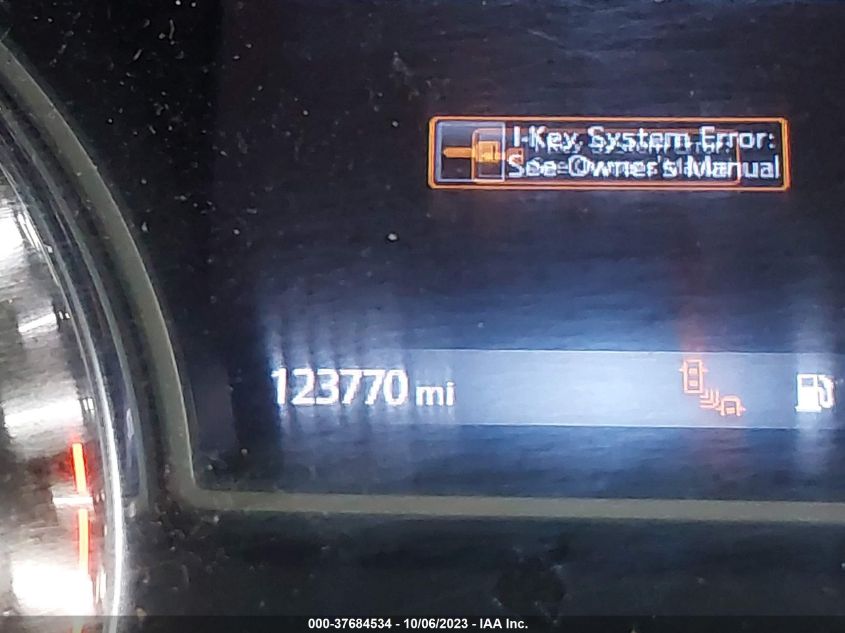 I-Key System Error:
See Owner's Manual
123770 mi
000-37684534 - 10/06/2023 - IAA Inc.